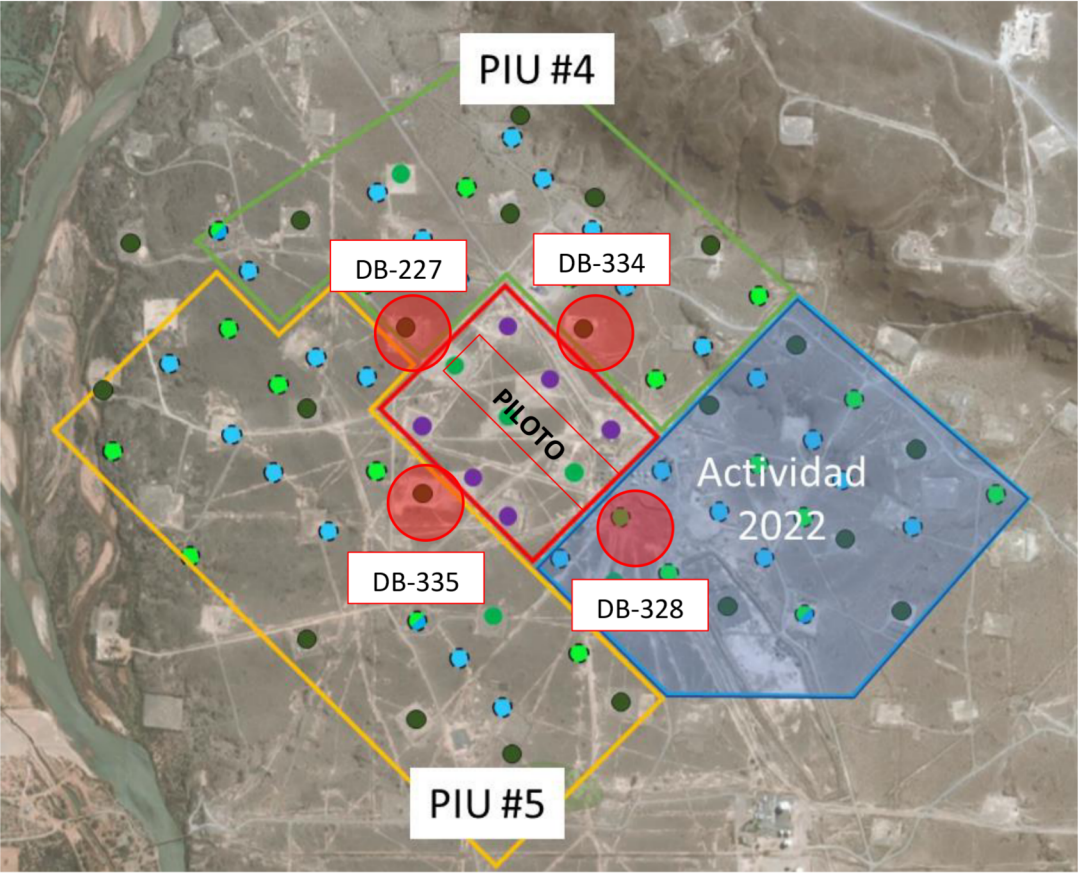 PIU #4
DB-227
DB-334
PILOTO
Actividad
2022
DB-335
DB-328
PIU #5